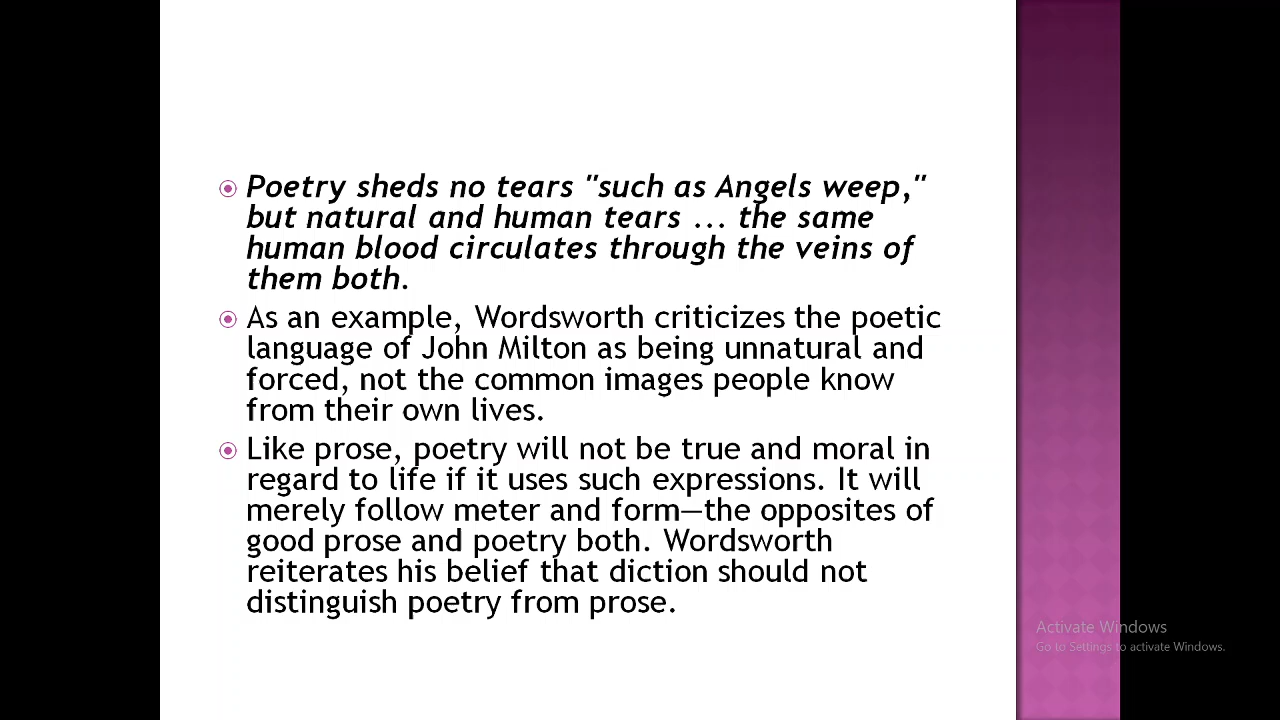 Poetry sheds no tears "such as Angels weep,"
but natural and human tears ... the same
human blood circulates through the veins of
them both.
As an example, Wordsworth criticizes the poetic
language of John Milton as being unnatural and
forced, not the common images people know
from their own lives.
Like prose, poetry will not be true and moral in
regard to life if it uses such expressions. It will
merely follow meter and form—the opposites of
good prose and poetry both. Wordsworth
reiterates his belief that diction should not
distinguish poetry from prose.
Activate Windows
Go to Settings to activate Windows.